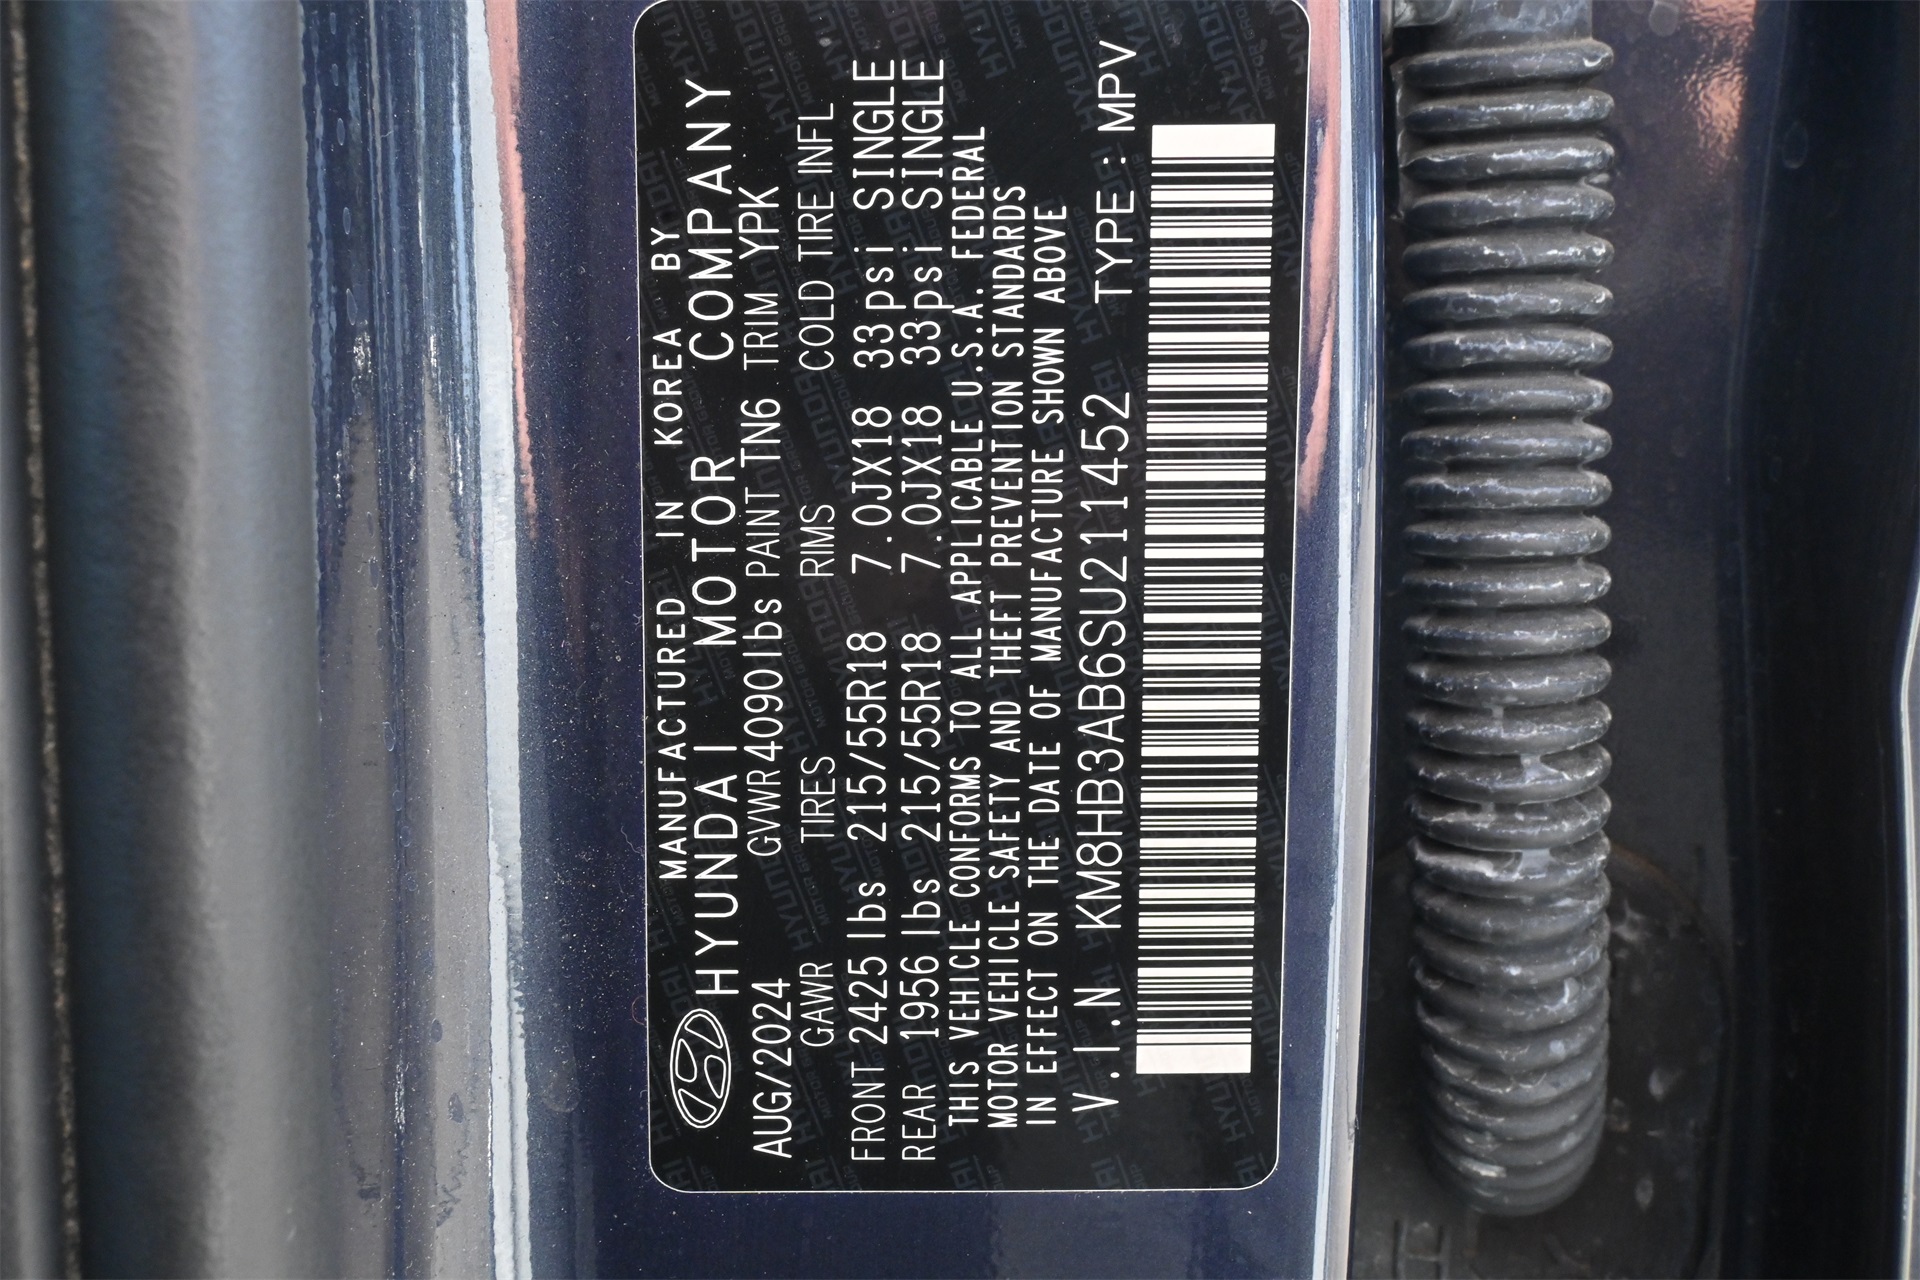 MANUFACTURED IN KOREA BY
HYUNDAI MOTOR COMPANY
AUG/2024 GVWR 4090lbs PAINT TN6 TRIM YPK
GAWR TIRES RIMS COLD TIRE INFL
FRONT 2425 lbs 215/55R18 7.0JX18 33psi SINGLE
REAR 1956 lbs 215/55R18 7.0JX18 33psi SINGLE
THIS VEHICLE CONFORMS TO ALL APPLICABLE U.S.A. FEDERAL
MOTOR VEHICLE SAFETY AND THEFT PREVENTION STANDARDS
IN EFFECT ON THE DATE OF MANUFACTURE SHOWN ABOVE
V.I.N KM8HB3AB6SU211452 TYPE: MPV